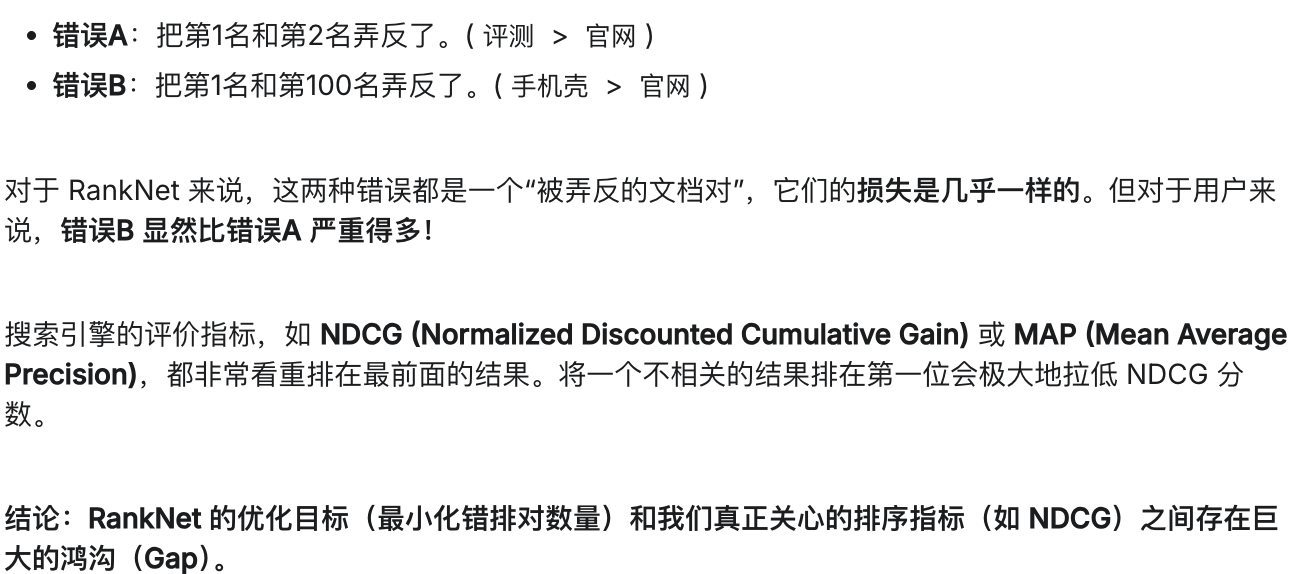 • 错误A：把第1名和第2名弄反了。( 评测 > 官网 )
• 错误B：把第1名和第100名弄反了。( 手机壳 > 官网 )
对于 RankNet 来说，这两种错误都是一个“被弄反的文档对”，它们的损失是几乎一样的。但对于用户来
说，错误B 显然比错误A 严重得多！
搜索引擎的评价指标，如 NDCG (Normalized Discounted Cumulative Gain) 或 MAP (Mean Average
Precision)，都非常看重排在最前面的结果。将一个不相关的结果排在第一位会极大地拉低 NDCG 分
数。
结论：RankNet 的优化目标（最小化错排对数量）和我们真正关心的排序指标（如 NDCG）之间存在巨
大的鸿沟（Gap）。